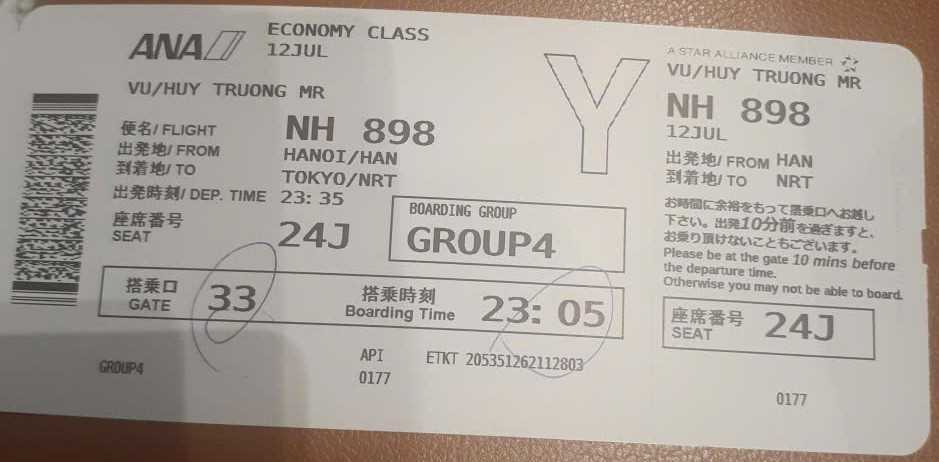 ANA
ECONOMY CLASS
12JUL
VU/HUY TRUONG MR
便名/ FLIGHT NH 898
出発地/ FROM HANOI/HAN
到着地/ TO TOKYO/NRT
出発時刻/ DEP. TIME 23:35
座席番号
SEAT 24J
BOARDING GROUP
GROUP4
搭乗口
GATE 33
搭乗時刻
Boarding Time 23:05
GROUP4
API
0177
ETKT 205351262112803
Y
A STAR ALLIANCE MEMBER
VU/HUY TRUONG MR
NH 898
12JUL
出発地/ FROM HAN
到着地/ TO NRT
お時間に余裕をもって搭乗口へお越し
下さい。出発10分前を過ぎますと、
お乗り頂けないこともございます。
Please be at the gate 10 mins before
the departure time.
Otherwise you may not be able to board.
座席番号
SEAT 24J
0177